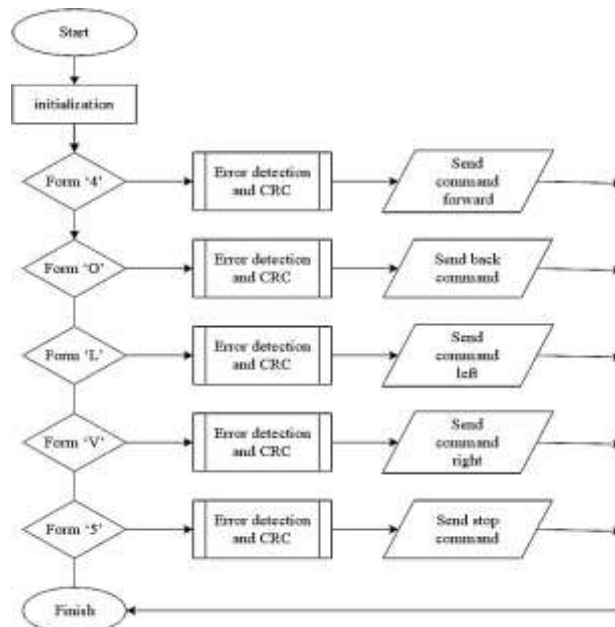 Start
initialization
Form ‘4’
Error detection
and CRC
Send
command
forward
Form ‘O’
Error detection
and CRC
Send back
command
Form ‘L’
Error detection
and CRC
Send
command
left
Form ‘V’
Error detection
and CRC
Send
command
right
Form ‘5’
Error detection
and CRC
Send stop
command
Finish